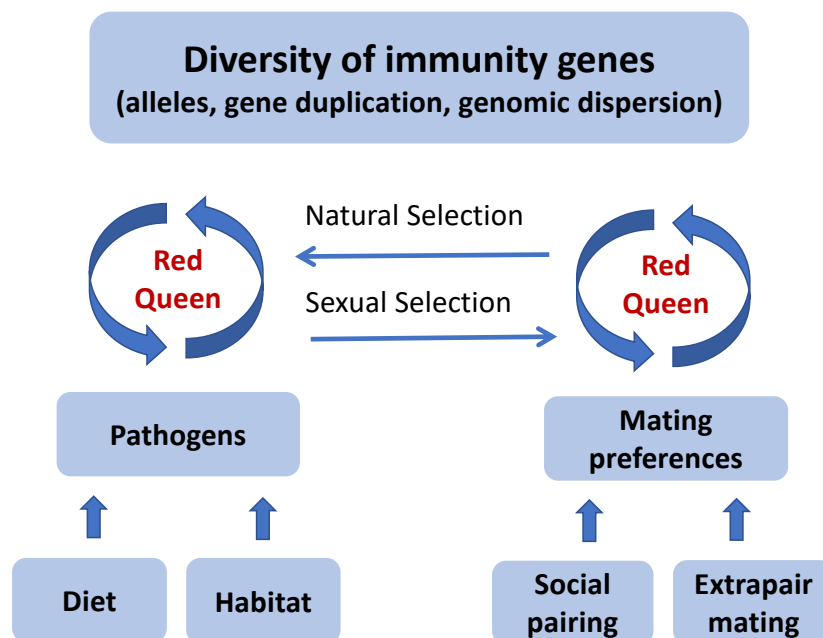 Diversity of immunity genes
(alleles, gene duplication, genomic dispersion)
Natural Selection
Red
Queen
Red
Queen
Sexual Selection
Pathogens
Mating
preferences
Diet
Habitat
Social
pairing
Extrapair
mating